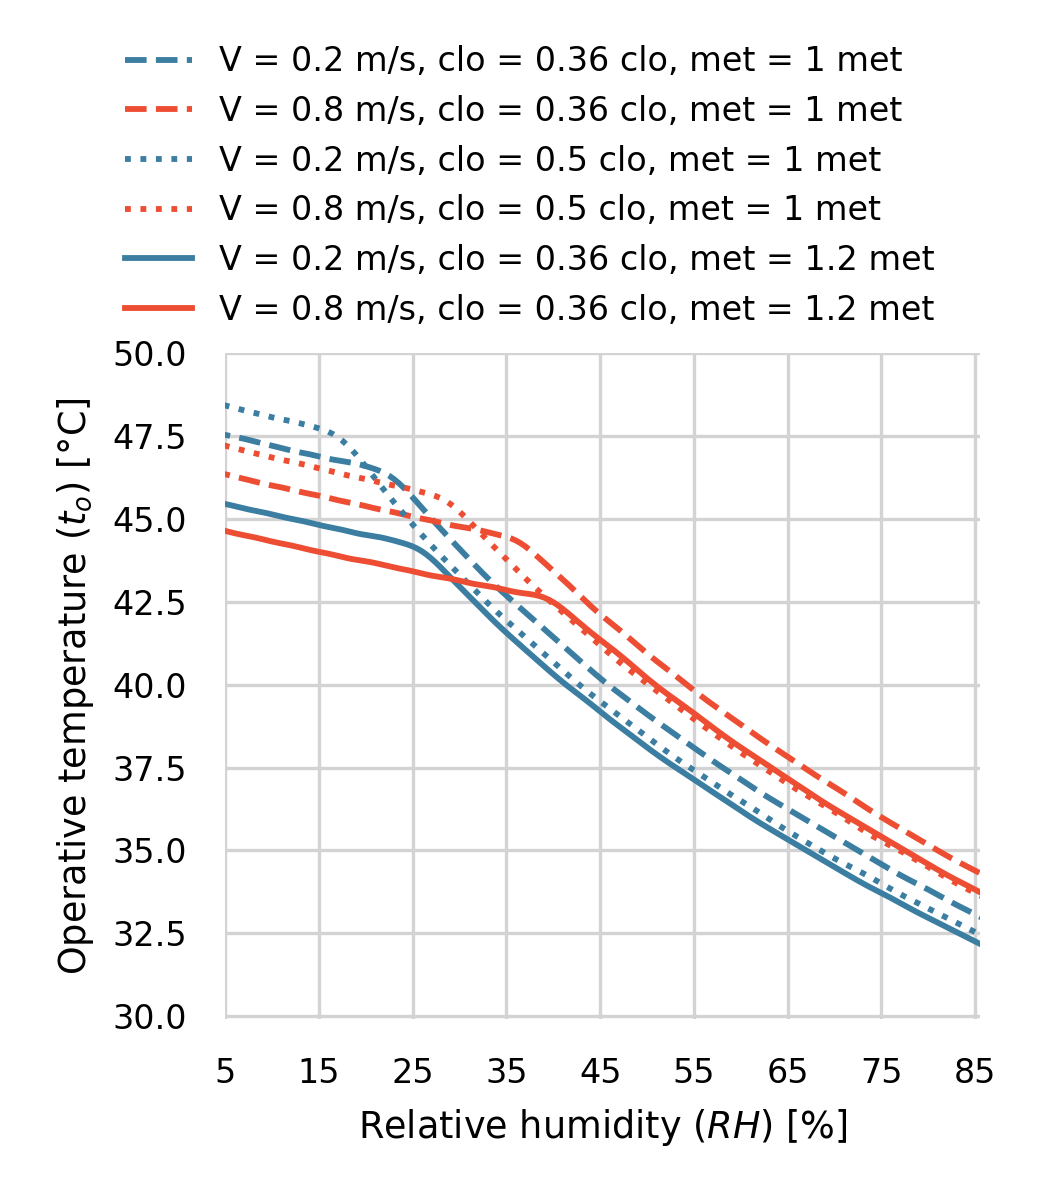 V = 0.2 m/s, clo = 0.36 clo, met = 1 met
V = 0.8 m/s, clo = 0.36 clo, met = 1 met
V = 0.2 m/s, clo = 0.5 clo, met = 1 met
V = 0.8 m/s, clo = 0.5 clo, met = 1 met
V = 0.2 m/s, clo = 0.36 clo, met = 1.2 met
V = 0.8 m/s, clo = 0.36 clo, met = 1.2 met
Operative temperature (t_o) [°C]
50.0
47.5
45.0
42.5
40.0
37.5
35.0
32.5
30.0
5 15 25 35 45 55 65 75 85
Relative humidity (RH) [%]